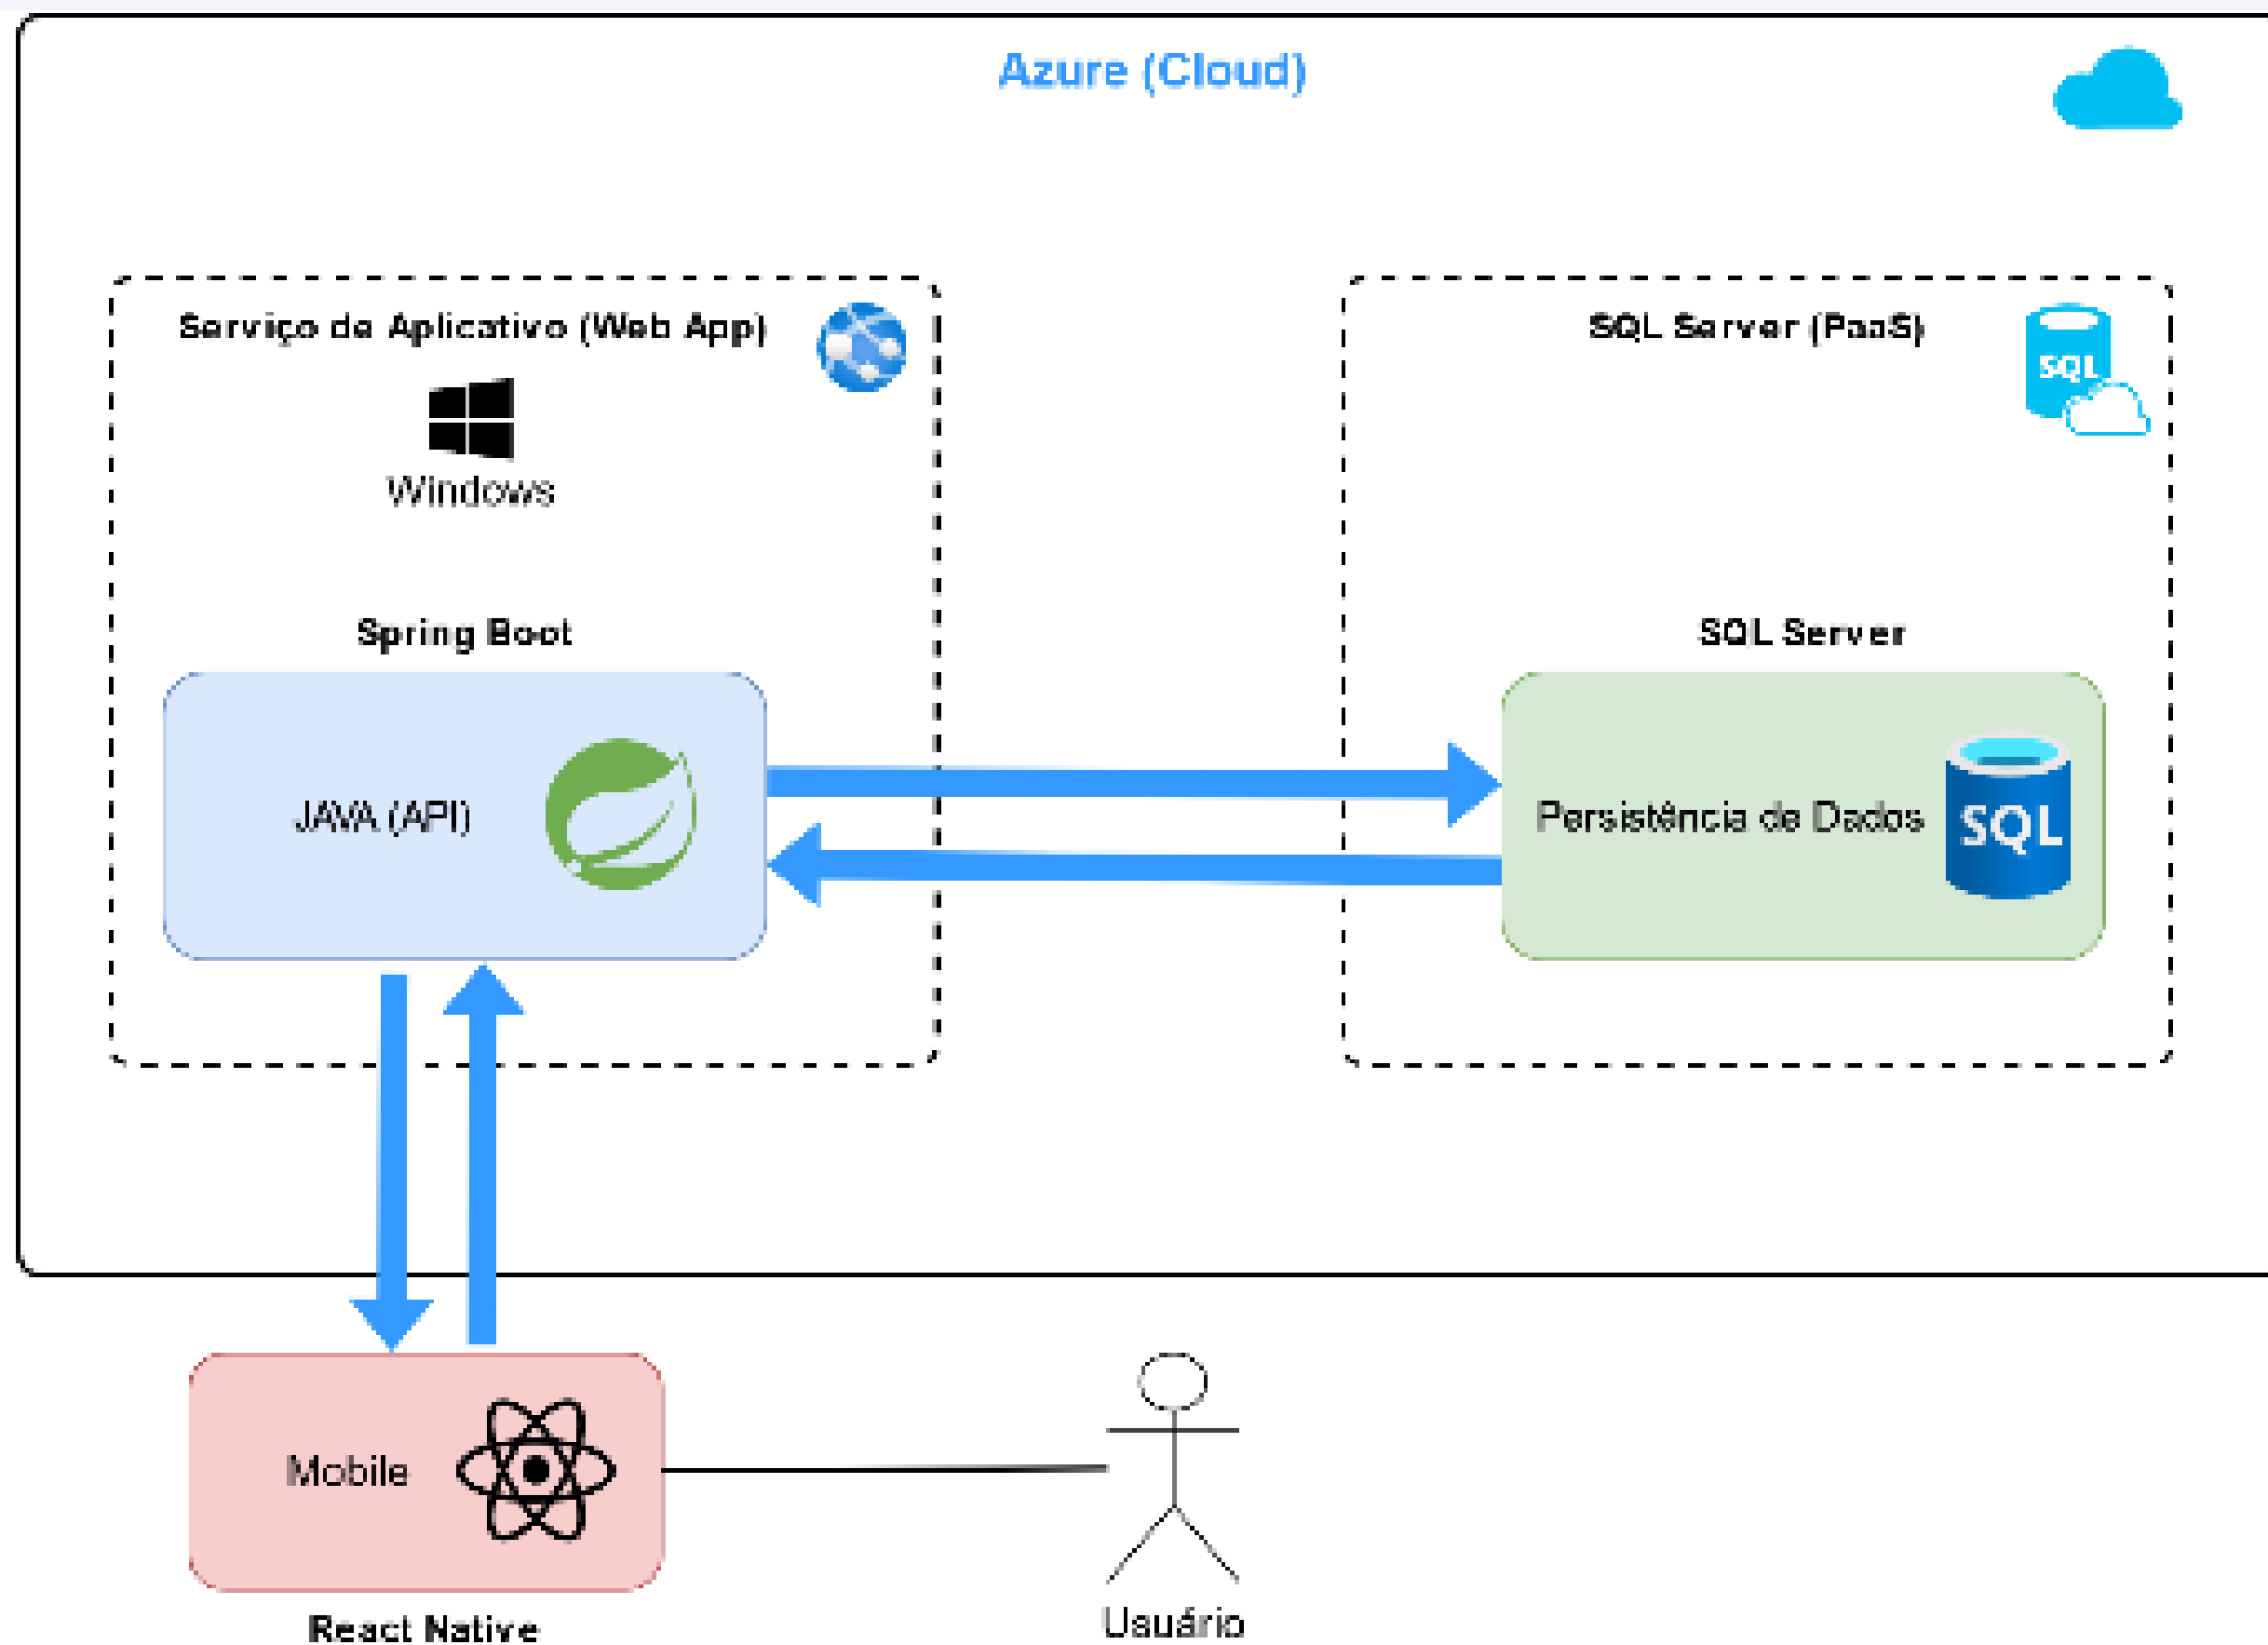 Azure (Cloud)
Serviço de Aplicativo (Web App)
Windows
Spring Boot
JAVA (API)
SQL Server (PaaS)
SQL
SQL Server
Persistência de Dados
SQL
Mobile
React Native
Usuário